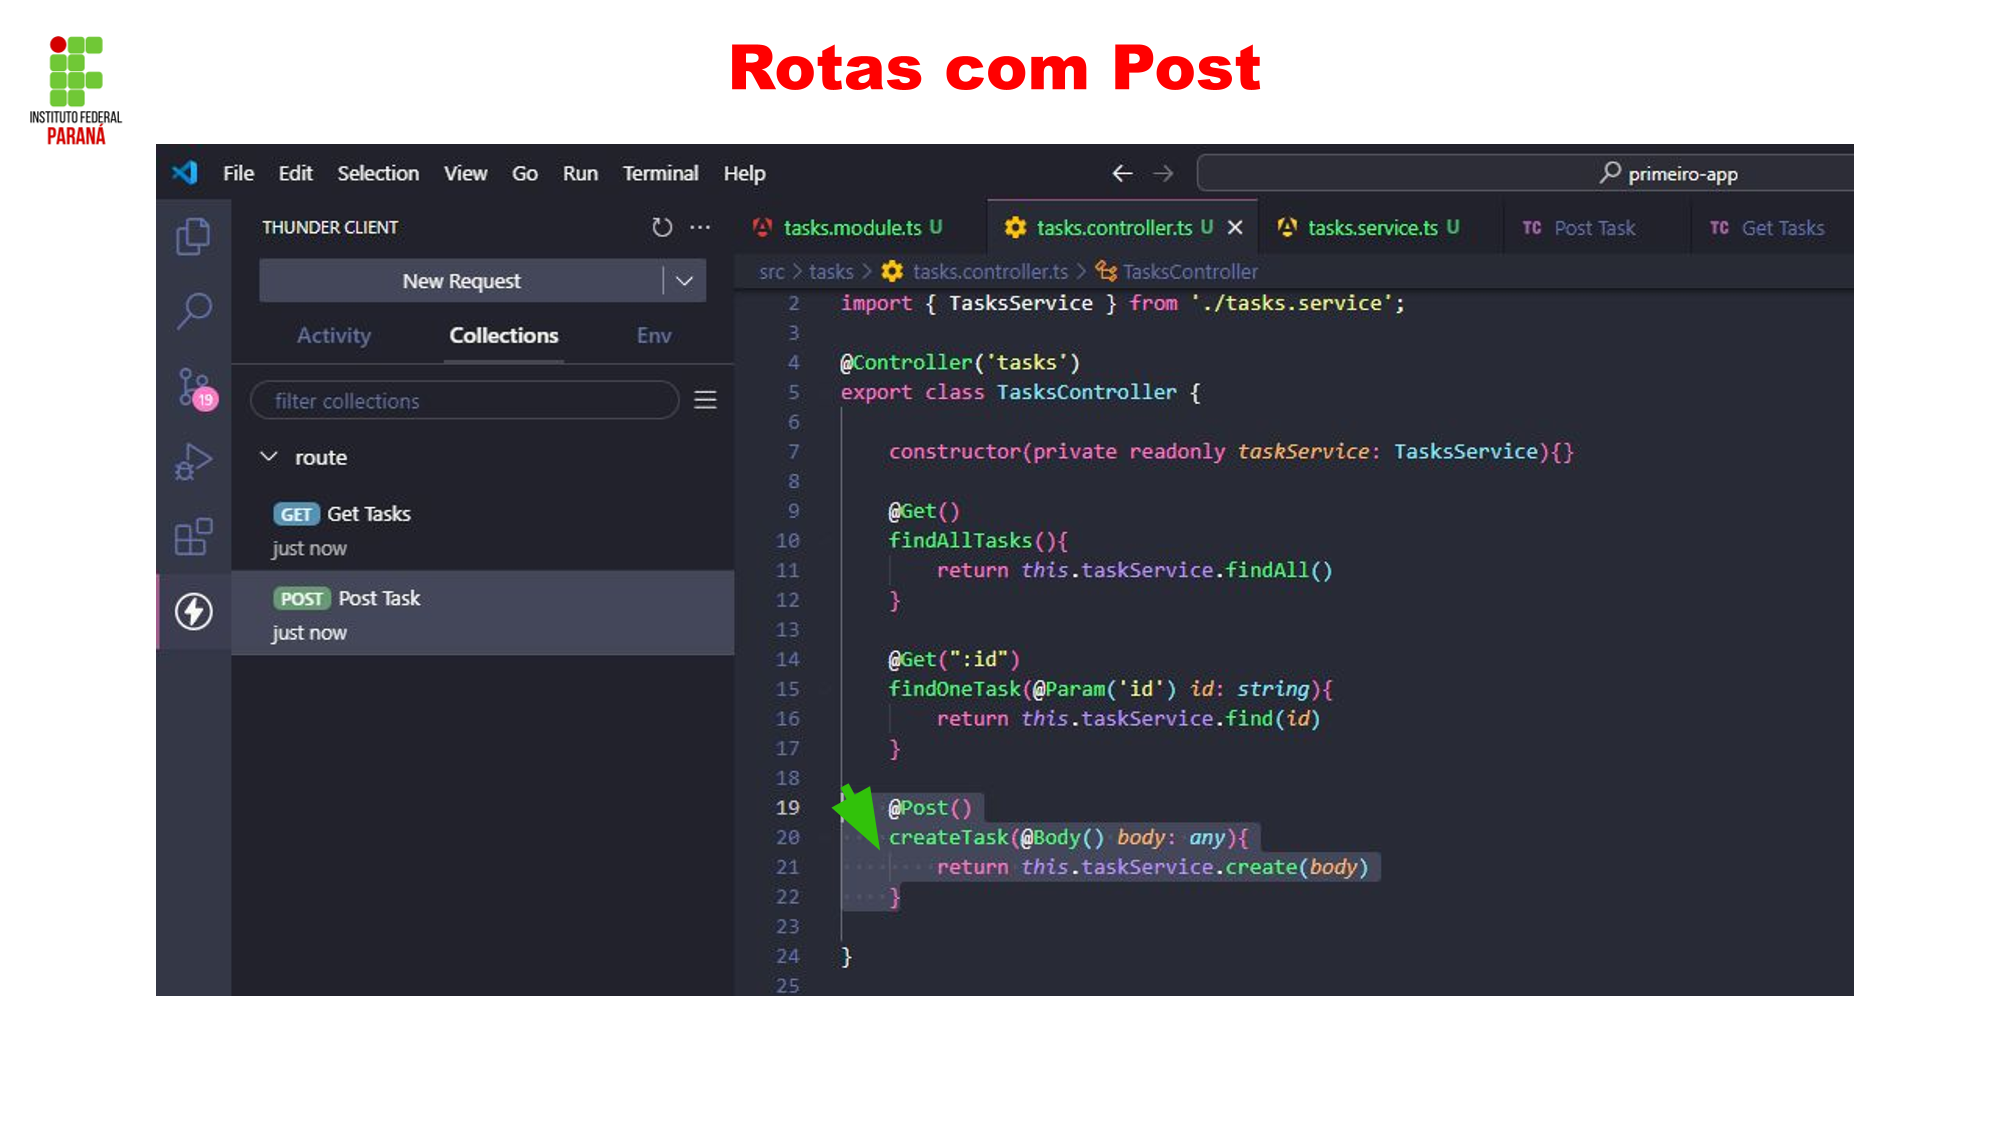 INSTITUTO FEDERAL
PARANÁ
Rotas com Post
File Edit Selection View Go Run Terminal Help
primeiro-app
THUNDER CLIENT
New Request
Activity Collections Env
filter collections
route
GET Get Tasks
just now
POST Post Task
just now
19
tasks.module.ts U
tasks.controller.ts U
tasks.service.ts U
TC Post Task
TC Get Tasks
src > tasks > tasks.controller.ts > TasksController
2 import { TasksService } from './tasks.service';
3
4 @Controller('tasks')
5 export class TasksController {
6
7 constructor(private readonly taskService: TasksService){}
8
9 @Get()
10 findAllTasks(){
11 return this.taskService.findAll()
12 }
13
14 @Get(":id")
15 findOneTask(@Param('id') id: string){
16 return this.taskService.find(id)
17 }
18
19 @Post()
20 createTask(@Body() body: any){
21 return this.taskService.create(body)
22 }
23
24 }
25